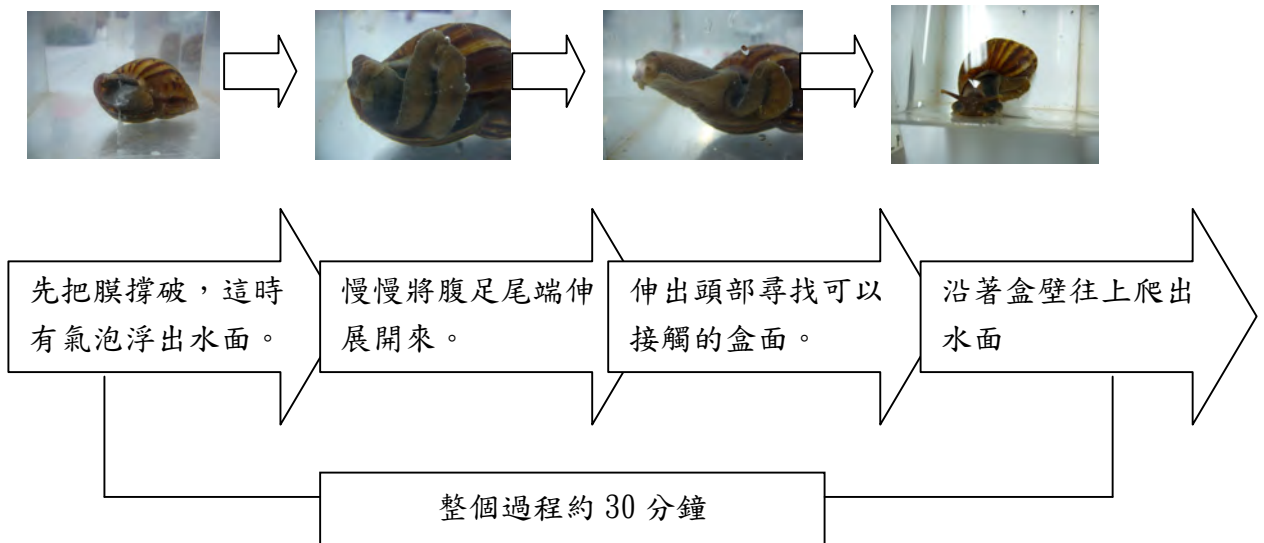 先把膜撐破，這時
有氣泡浮出水面。
慢慢將腹足尾端伸
展開來。
伸出頭部尋找可以
接觸的盒面。
沿著盒壁往上爬出
水面
整個過程約 30 分鐘